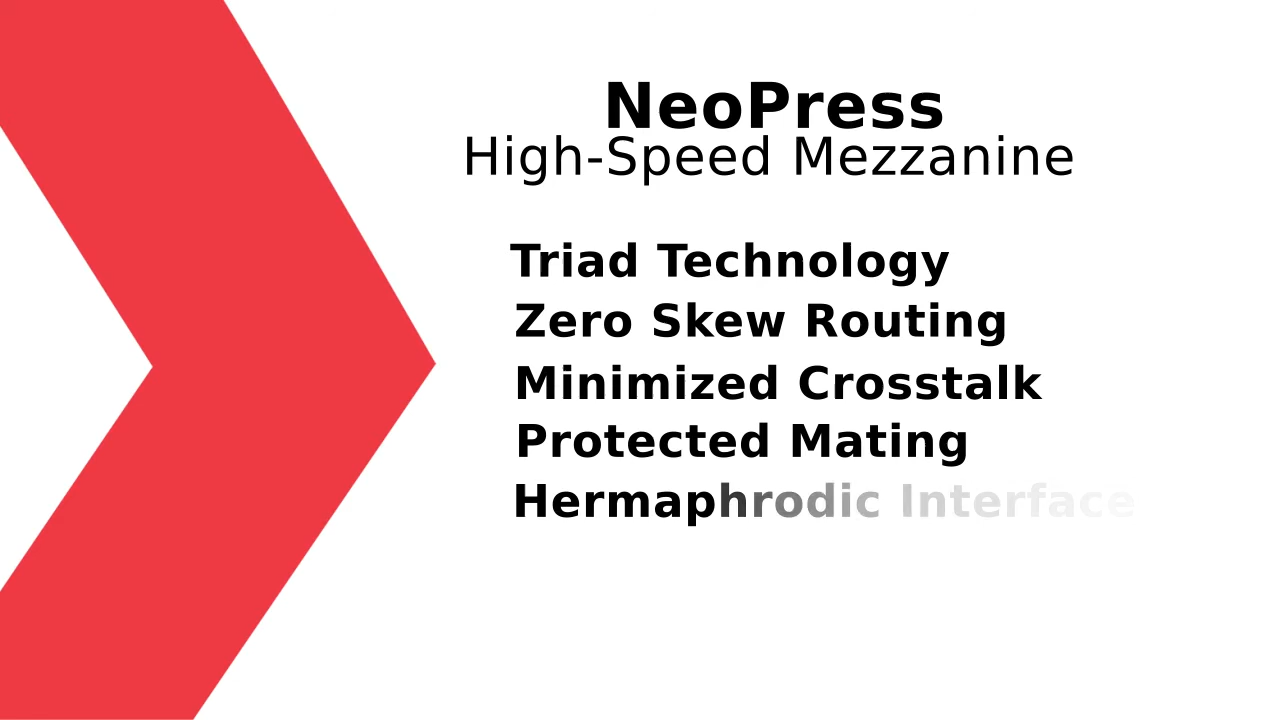 NeoPress
High-Speed Mezzanine
Triad Technology
Zero Skew Routing
Minimized Crosstalk
Protected Mating
Hermaphrodic Interface